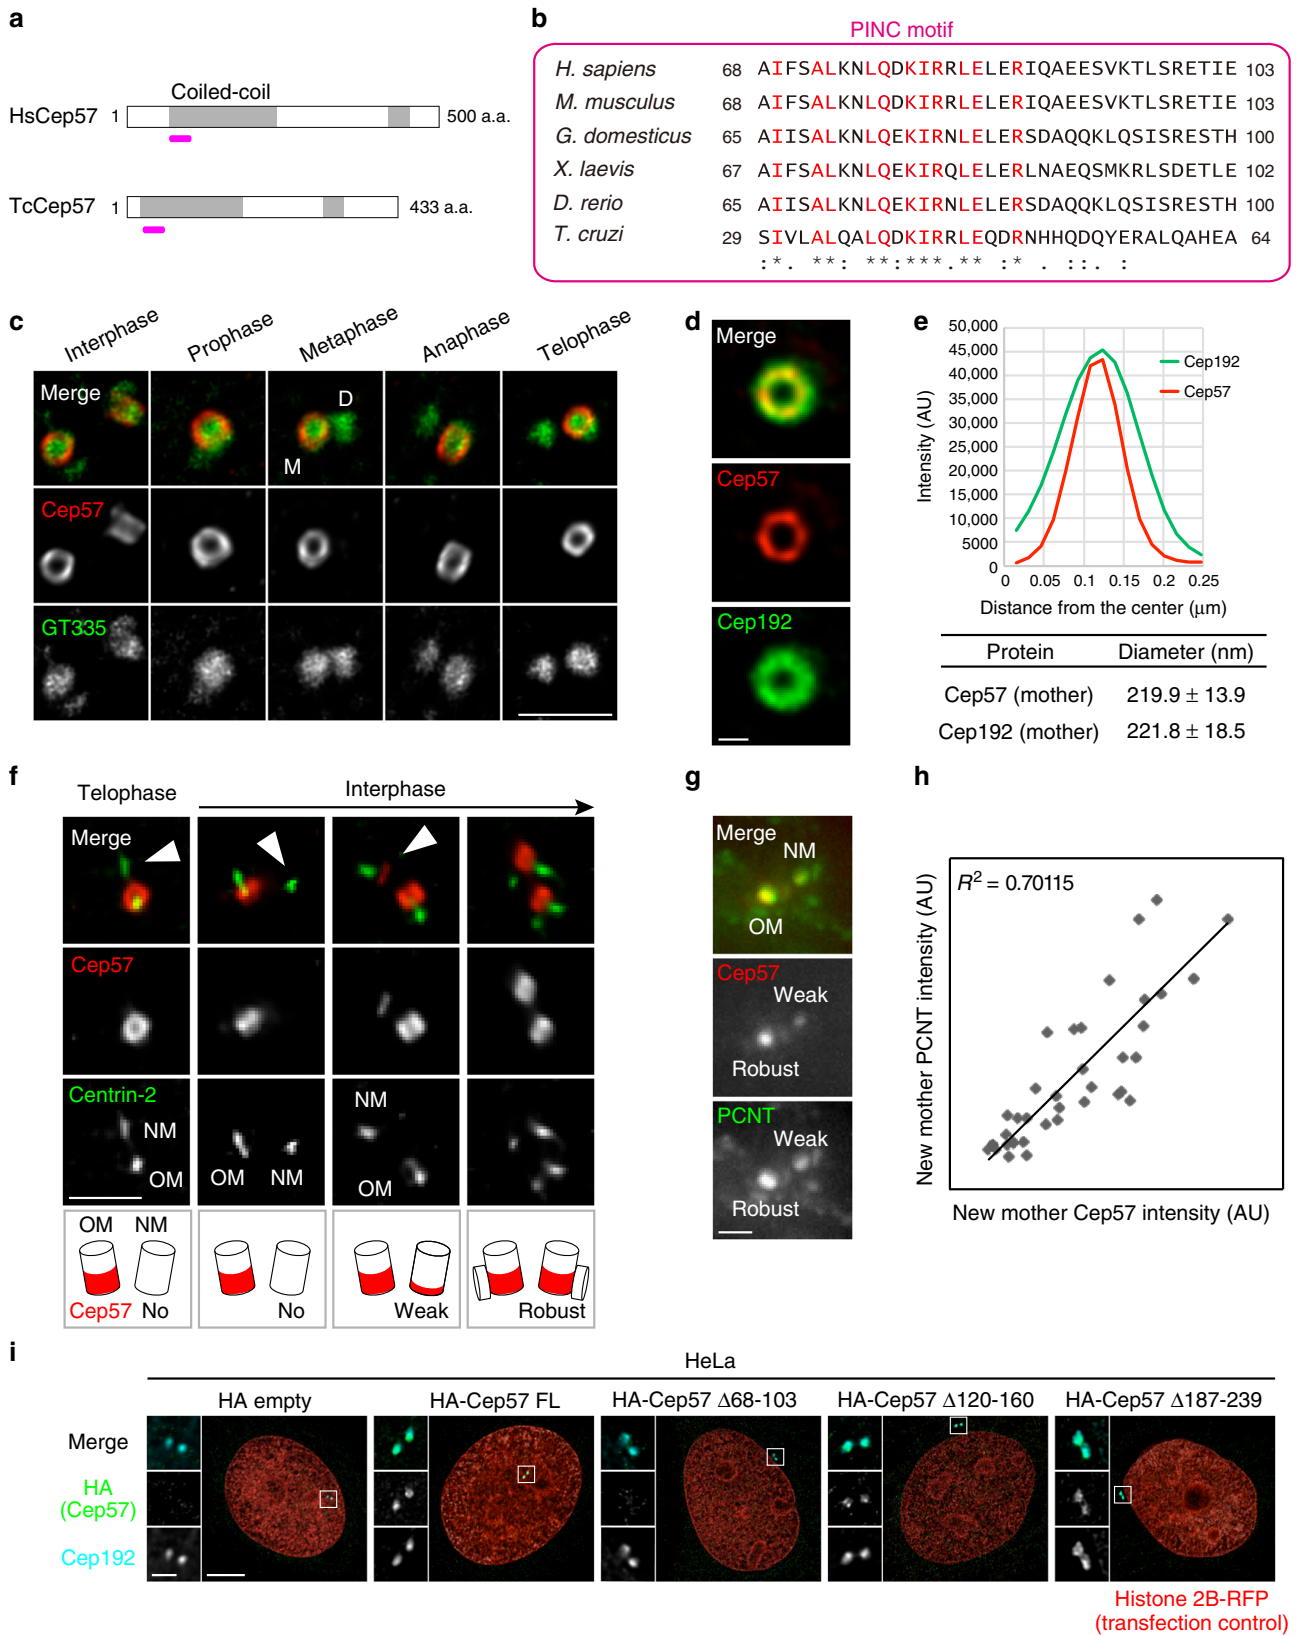 a
Coiled-coil
HsCep57 1 500 a.a.
TcCep57 1 433 a.a.
b
PINC motif
H. sapiens 68 AIFSALKNLQDKIRRLELERIQAEESVKTLSRETIE 103
M. musculus 68 AIFSALKNLQDKIRRLELERIQAEESVKTLSRETIE 103
G. domesticus 65 AIISALKNLQEKIRRLELERSDAQQKLQSISRESTH 100
X. laevis 67 AIFSALKNLQEKIRQLELERLNAEQSMKRLSDETLE 102
D. rerio 65 AIISALKNLQEKIRNLELERSDAQQKLQSISRESTH 100
T. cruzi 29 SIVLALQALQDKIRRLEQDRNHHQDQYERALQAHEA 64
:*. **: **:***.** :* . ::. :
c
Interphase Prophase Metaphase Anaphase Telophase
Merge D
M
Cep57
GT335
d
Merge
Cep57
Cep192
e
50,000
45,000
40,000
35,000
30,000
25,000
20,000
15,000
10,000
5000
0
Intensity (AU)
Cep192
Cep57
0 0.05 0.1 0.15 0.2 0.25
Distance from the center (μm)
Protein Diameter (nm)
Cep57 (mother) 219.9 ± 13.9
Cep192 (mother) 221.8 ± 18.5
f
Telophase Interphase
Merge
Cep57
Centrin-2
NM
OM
OM NM
NM
OM
OM NM
Cep57 No No Weak Robust
g
Merge
NM
OM
Cep57
Weak
Robust
PCNT
Weak
Robust
h
R² = 0.70115
New mother PCNT intensity (AU)
New mother Cep57 intensity (AU)
i
HeLa
HA empty HA-Cep57 FL HA-Cep57 Δ68-103 HA-Cep57 Δ120-160 HA-Cep57 Δ187-239
Merge
HA
(Cep57)
Cep192
Histone 2B-RFP
(transfection control)